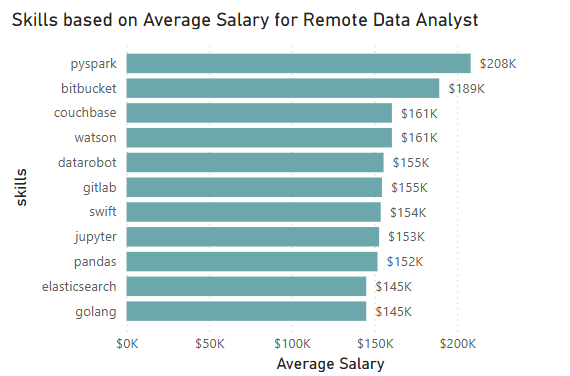 Skills based on Average Salary for Remote Data Analyst
skills
pyspark $208K
bitbucket $189K
couchbase $161K
watson $161K
datarobot $155K
gitlab $155K
swift $154K
jupyter $153K
pandas $152K
elasticsearch $145K
golang $145K
$0K $50K $100K $150K $200K
Average Salary